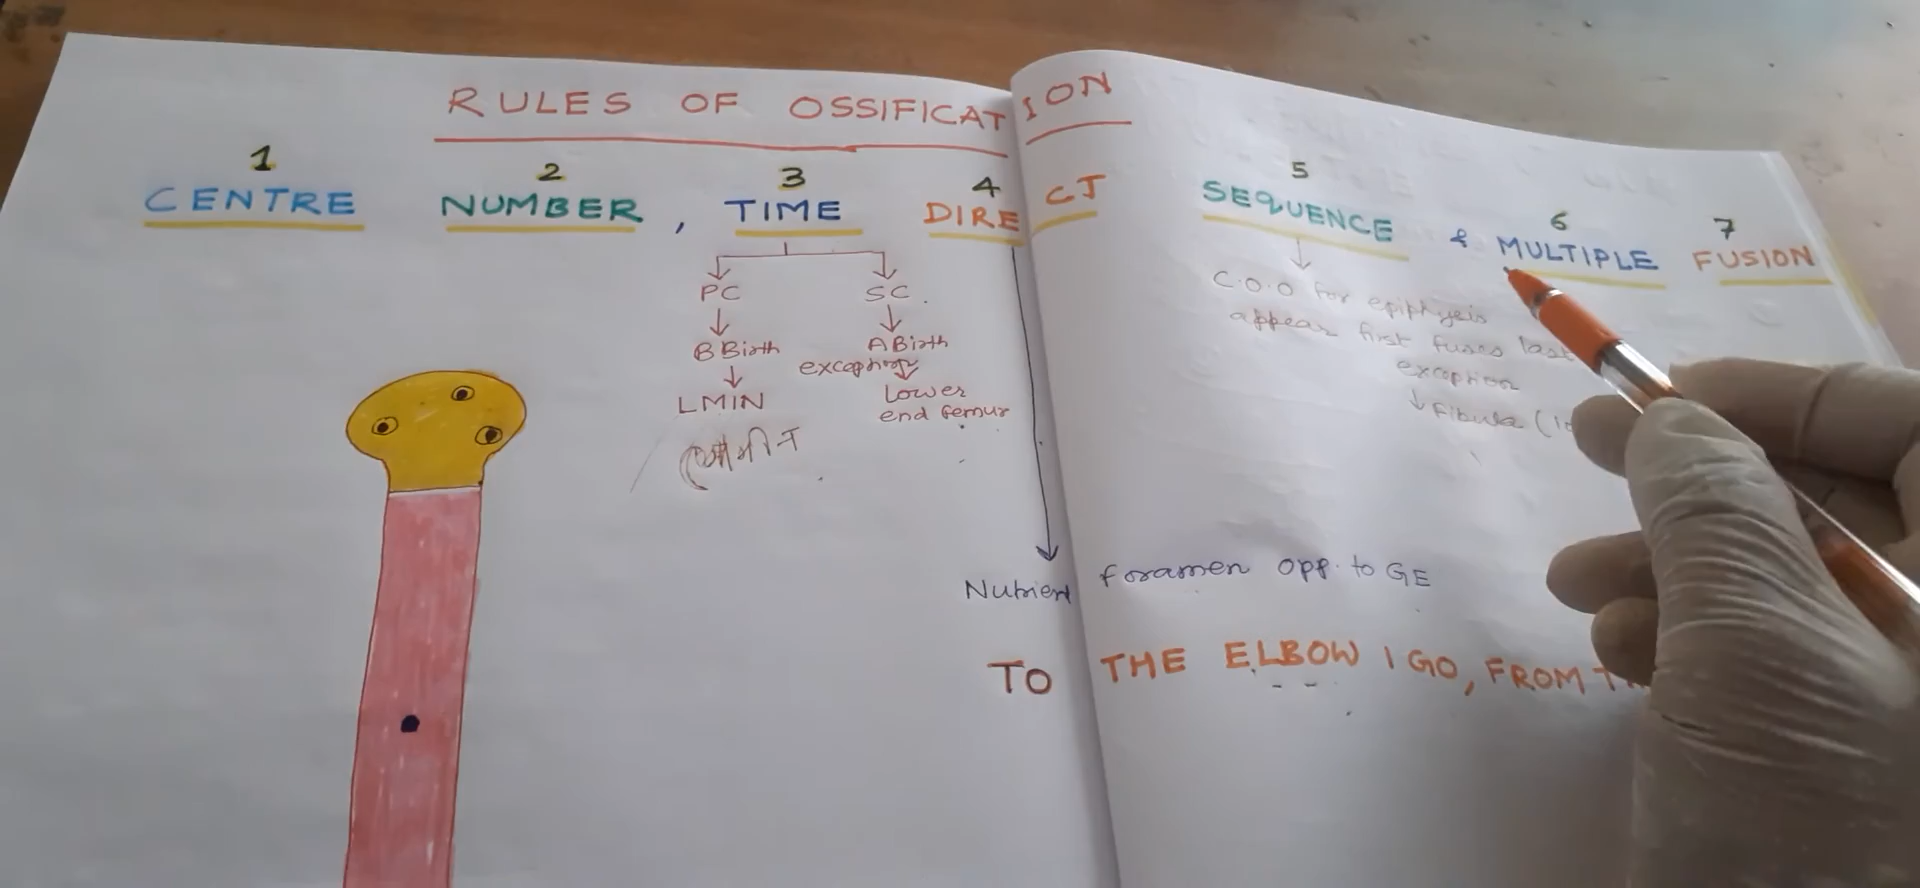 RULES OF OSSIFICATION
1 2 3 4 5 6 7
CENTRE NUMBER , TIME DIRECT SEQUENCE & MULTIPLE FUSION
PC SC.
B Birth A Birth
exception
LMIN Lower
end femur
C.O.O for epiphysis
appear first fuses last
exception
Fibula
Nutrient foramen opp. to GE
TO THE ELBOW I GO, FROM